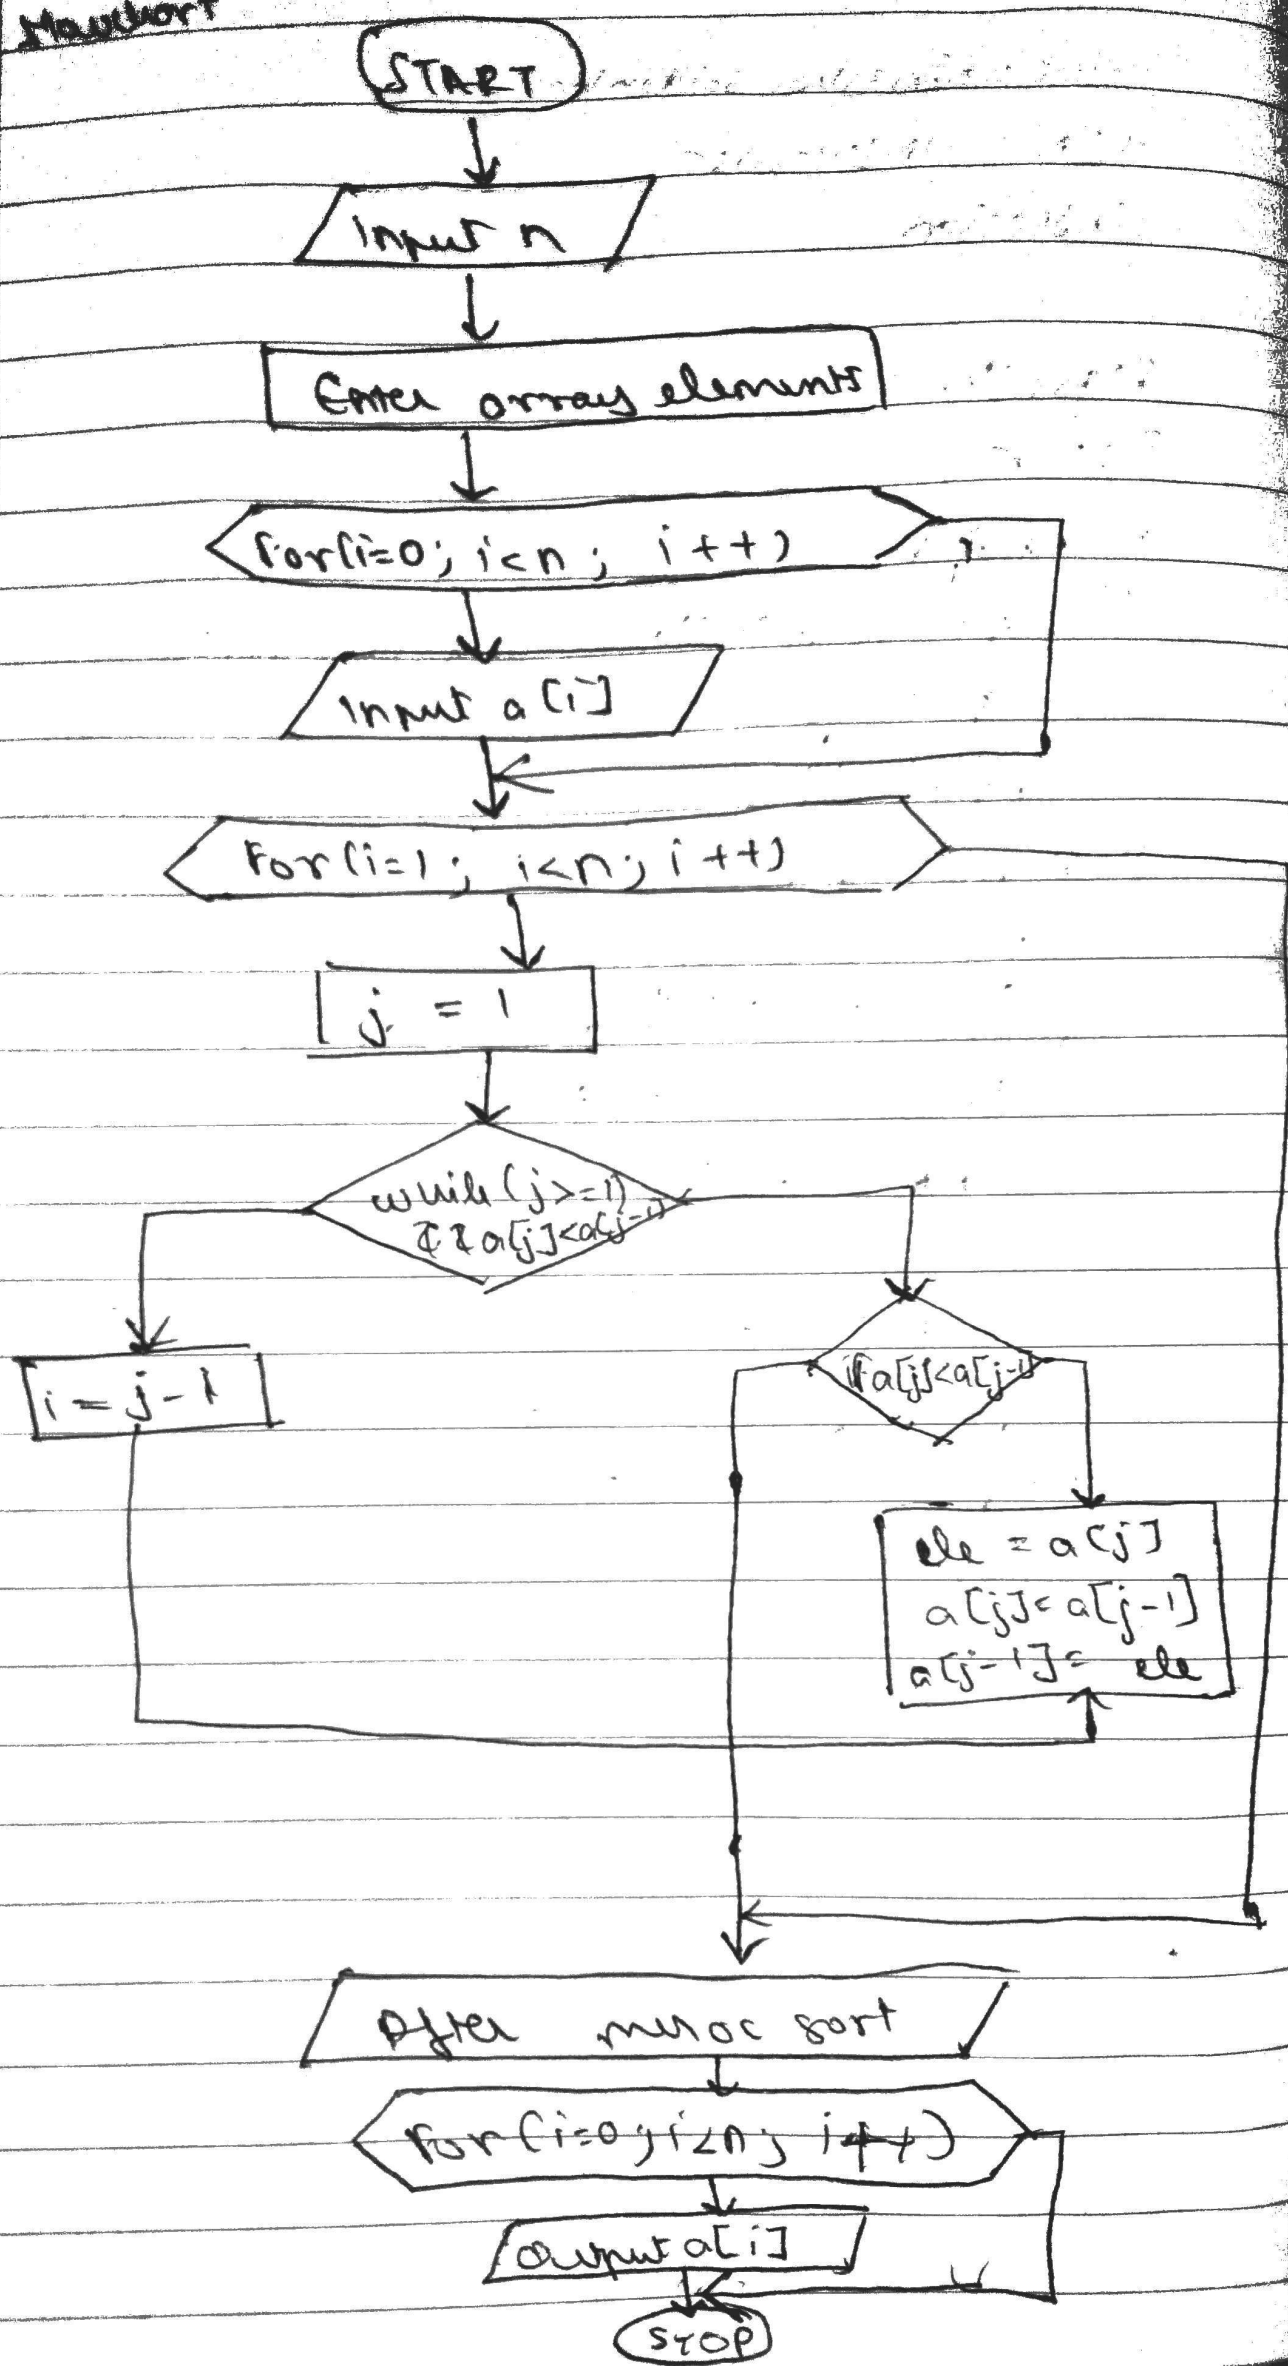 START
Input n
Enter array elements
for(i=0; i<n; i++)
Input a[i]
for(i=1; i<n; i++)
j = 1
while(j>=1)
&& a[j]<a[j-1]
i = j-1
if a[j]<a[j-1]
ele = a[j]
a[j]= a[j-1]
a[j-1]= ele
After sort
for(i=0; i<n; i++)
Output a[i]
STOP